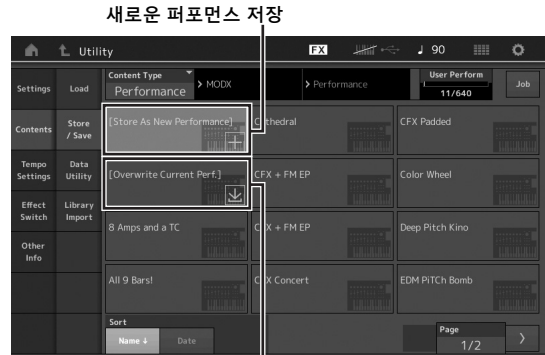 새로운 퍼포먼스 저장
Utility
FX
90
Settings
Load
Content Type
Performance
MODX
Performance
User Perform
11/640
Job
Contents
Store / Save
[Store As New Performance]
Cathedral
CFX Padded
Tempo Settings
Data Utility
[Overwrite Current Perf.]
CFX + FM EP
Color Wheel
Effect Switch
Library Import
8 Amps and a TC
CFX + FM EP
Deep Pitch Kino
Other Info
All 9 Bars!
CFX Concert
EDM PiTCh Bomb
Sort
Name
Date
Page
1/2